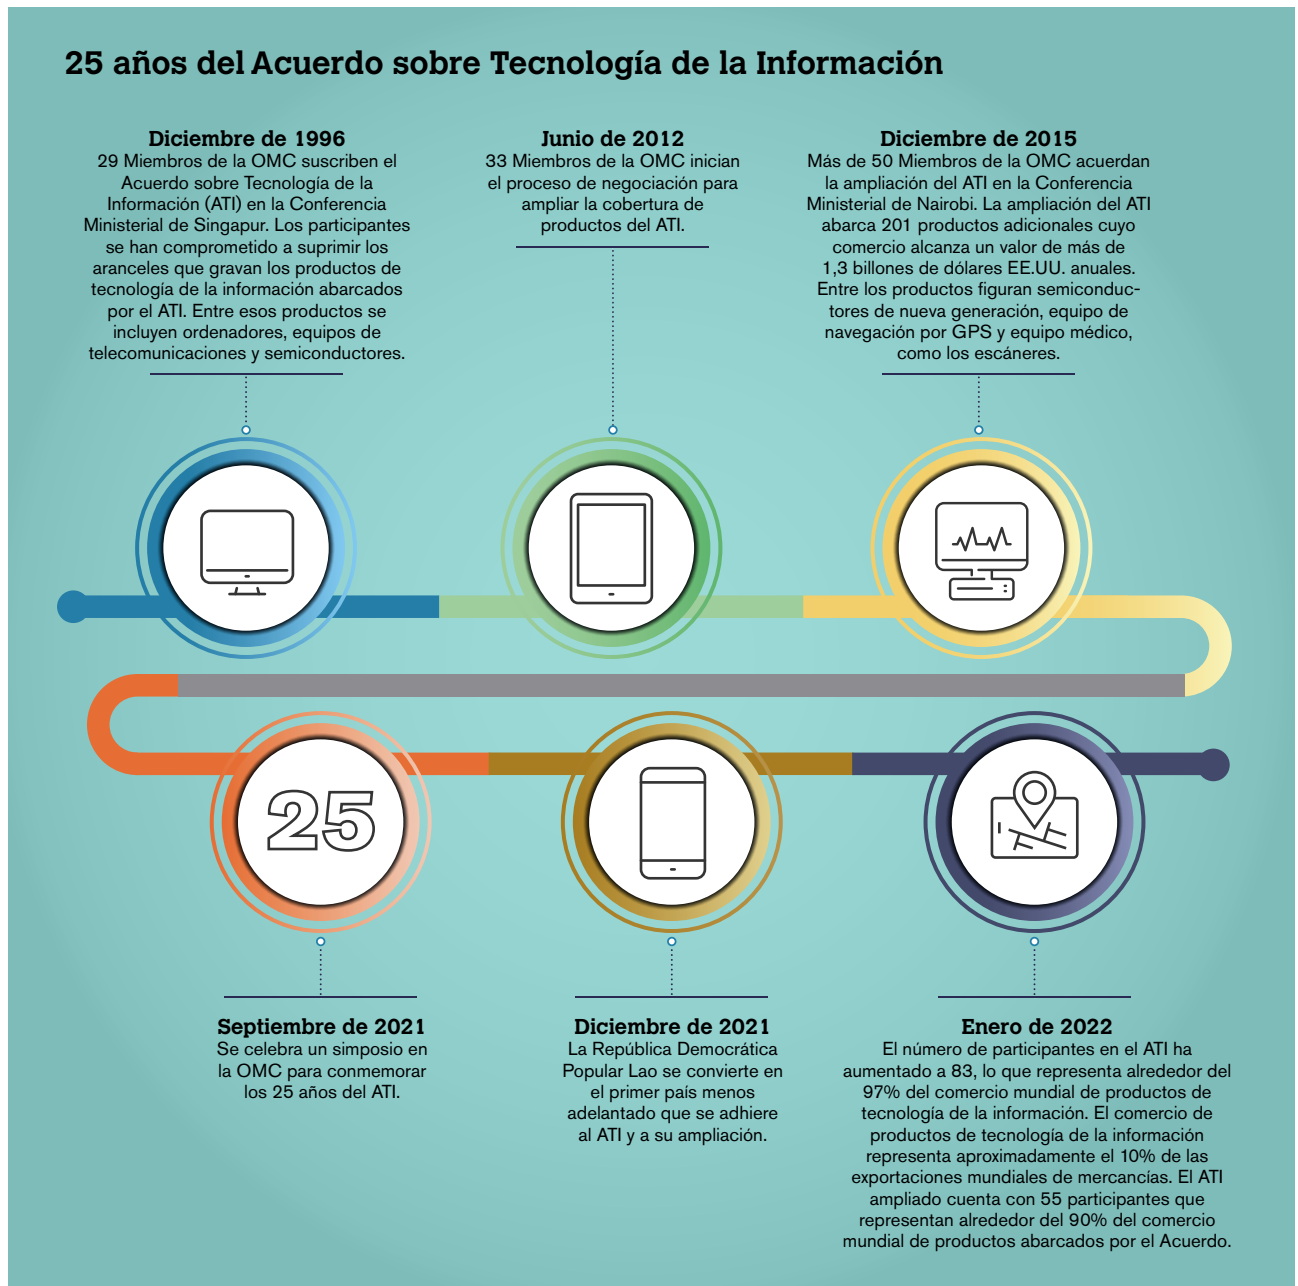 25 años del Acuerdo sobre Tecnología de la Información
Diciembre de 1996
29 Miembros de la OMC suscriben el
Acuerdo sobre Tecnología de la
Información (ATI) en la Conferencia
Ministerial de Singapur. Los participantes
se han comprometido a suprimir los
aranceles que gravan los productos de
tecnología de la información abarcados
por el ATI. Entre esos productos se
incluyen ordenadores, equipos de
telecomunicaciones y semiconductores.
Junio de 2012
33 Miembros de la OMC inician
el proceso de negociación para
ampliar la cobertura de
productos del ATI.
Diciembre de 2015
Más de 50 Miembros de la OMC acuerdan
la ampliación del ATI en la Conferencia
Ministerial de Nairobi. La ampliación del ATI
abarca 201 productos adicionales cuyo
comercio alcanza un valor de más de
1,3 billones de dólares EE.UU. anuales.
Entre los productos figuran semiconduc-
tores de nueva generación, equipo de
navegación por GPS y equipo médico,
como los escáneres.
25
Septiembre de 2021
Se celebra un simposio en
la OMC para conmemorar
los 25 años del ATI.
Diciembre de 2021
La República Democrática
Popular Lao se convierte en
el primer país menos
adelantado que se adhiere
al ATI y a su ampliación.
Enero de 2022
El número de participantes en el ATI ha
aumentado a 83, lo que representa alrededor del
97% del comercio mundial de productos de
tecnología de la información. El comercio de
productos de tecnología de la información
representa aproximadamente el 10% de las
exportaciones mundiales de mercancías. El ATI
ampliado cuenta con 55 participantes que
representan alrededor del 90% del comercio
mundial de productos abarcados por el Acuerdo.